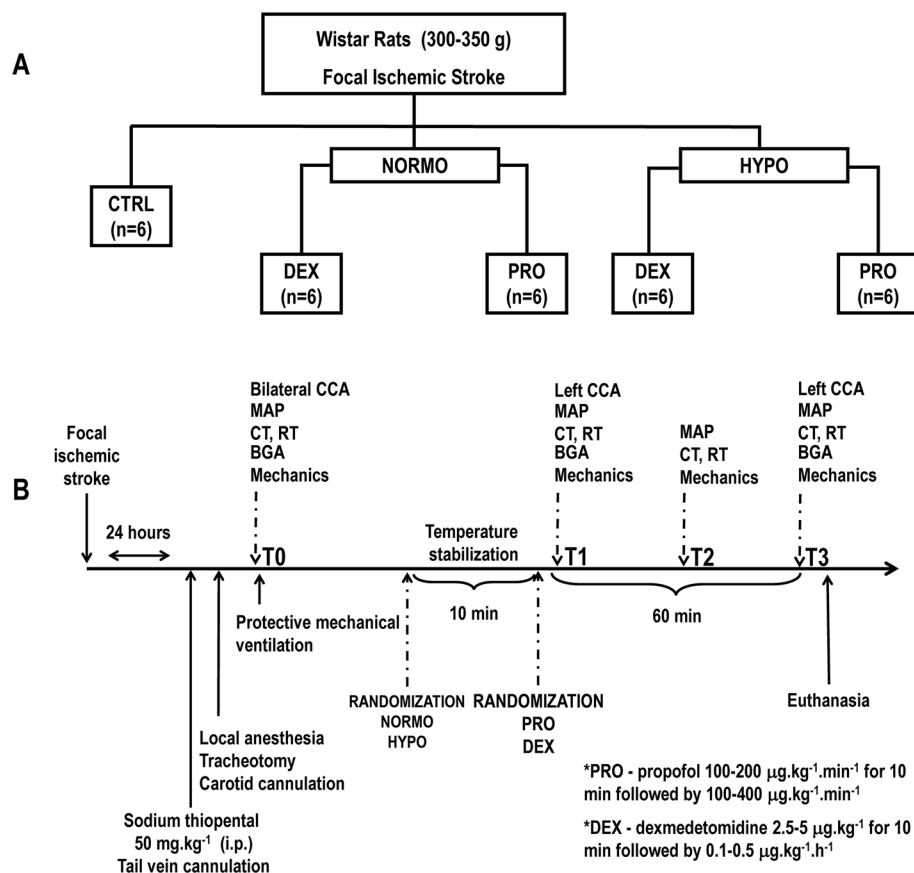 A
Wistar Rats (300-350 g)
Focal Ischemic Stroke
CTRL
(n=6)
NORMO
HYPO
DEX
(n=6)
PRO
(n=6)
DEX
(n=6)
PRO
(n=6)
B
Focal
ischemic
stroke
24 hours
Bilateral CCA
MAP
CT, RT
BGA
Mechanics
T0
Temperature
stabilization
Left CCA
MAP
CT, RT
BGA
Mechanics
T1
MAP
CT, RT
Mechanics
T2
Left CCA
MAP
CT, RT
BGA
Mechanics
T3
Protective mechanical
ventilation
10 min
60 min
RANDOMIZATION
NORMO
HYPO
RANDOMIZATION
PRO
DEX
Euthanasia
Local anesthesia
Tracheotomy
Carotid cannulation
Sodium thiopental
50 mg.kg⁻¹ (i.p.)
Tail vein cannulation
*PRO - propofol 100-200 µg.kg⁻¹.min⁻¹ for 10
min followed by 100-400 µg.kg⁻¹.min⁻¹
*DEX - dexmedetomidine 2.5-5 µg.kg⁻¹ for 10
min followed by 0.1-0.5 µg.kg⁻¹.h⁻¹